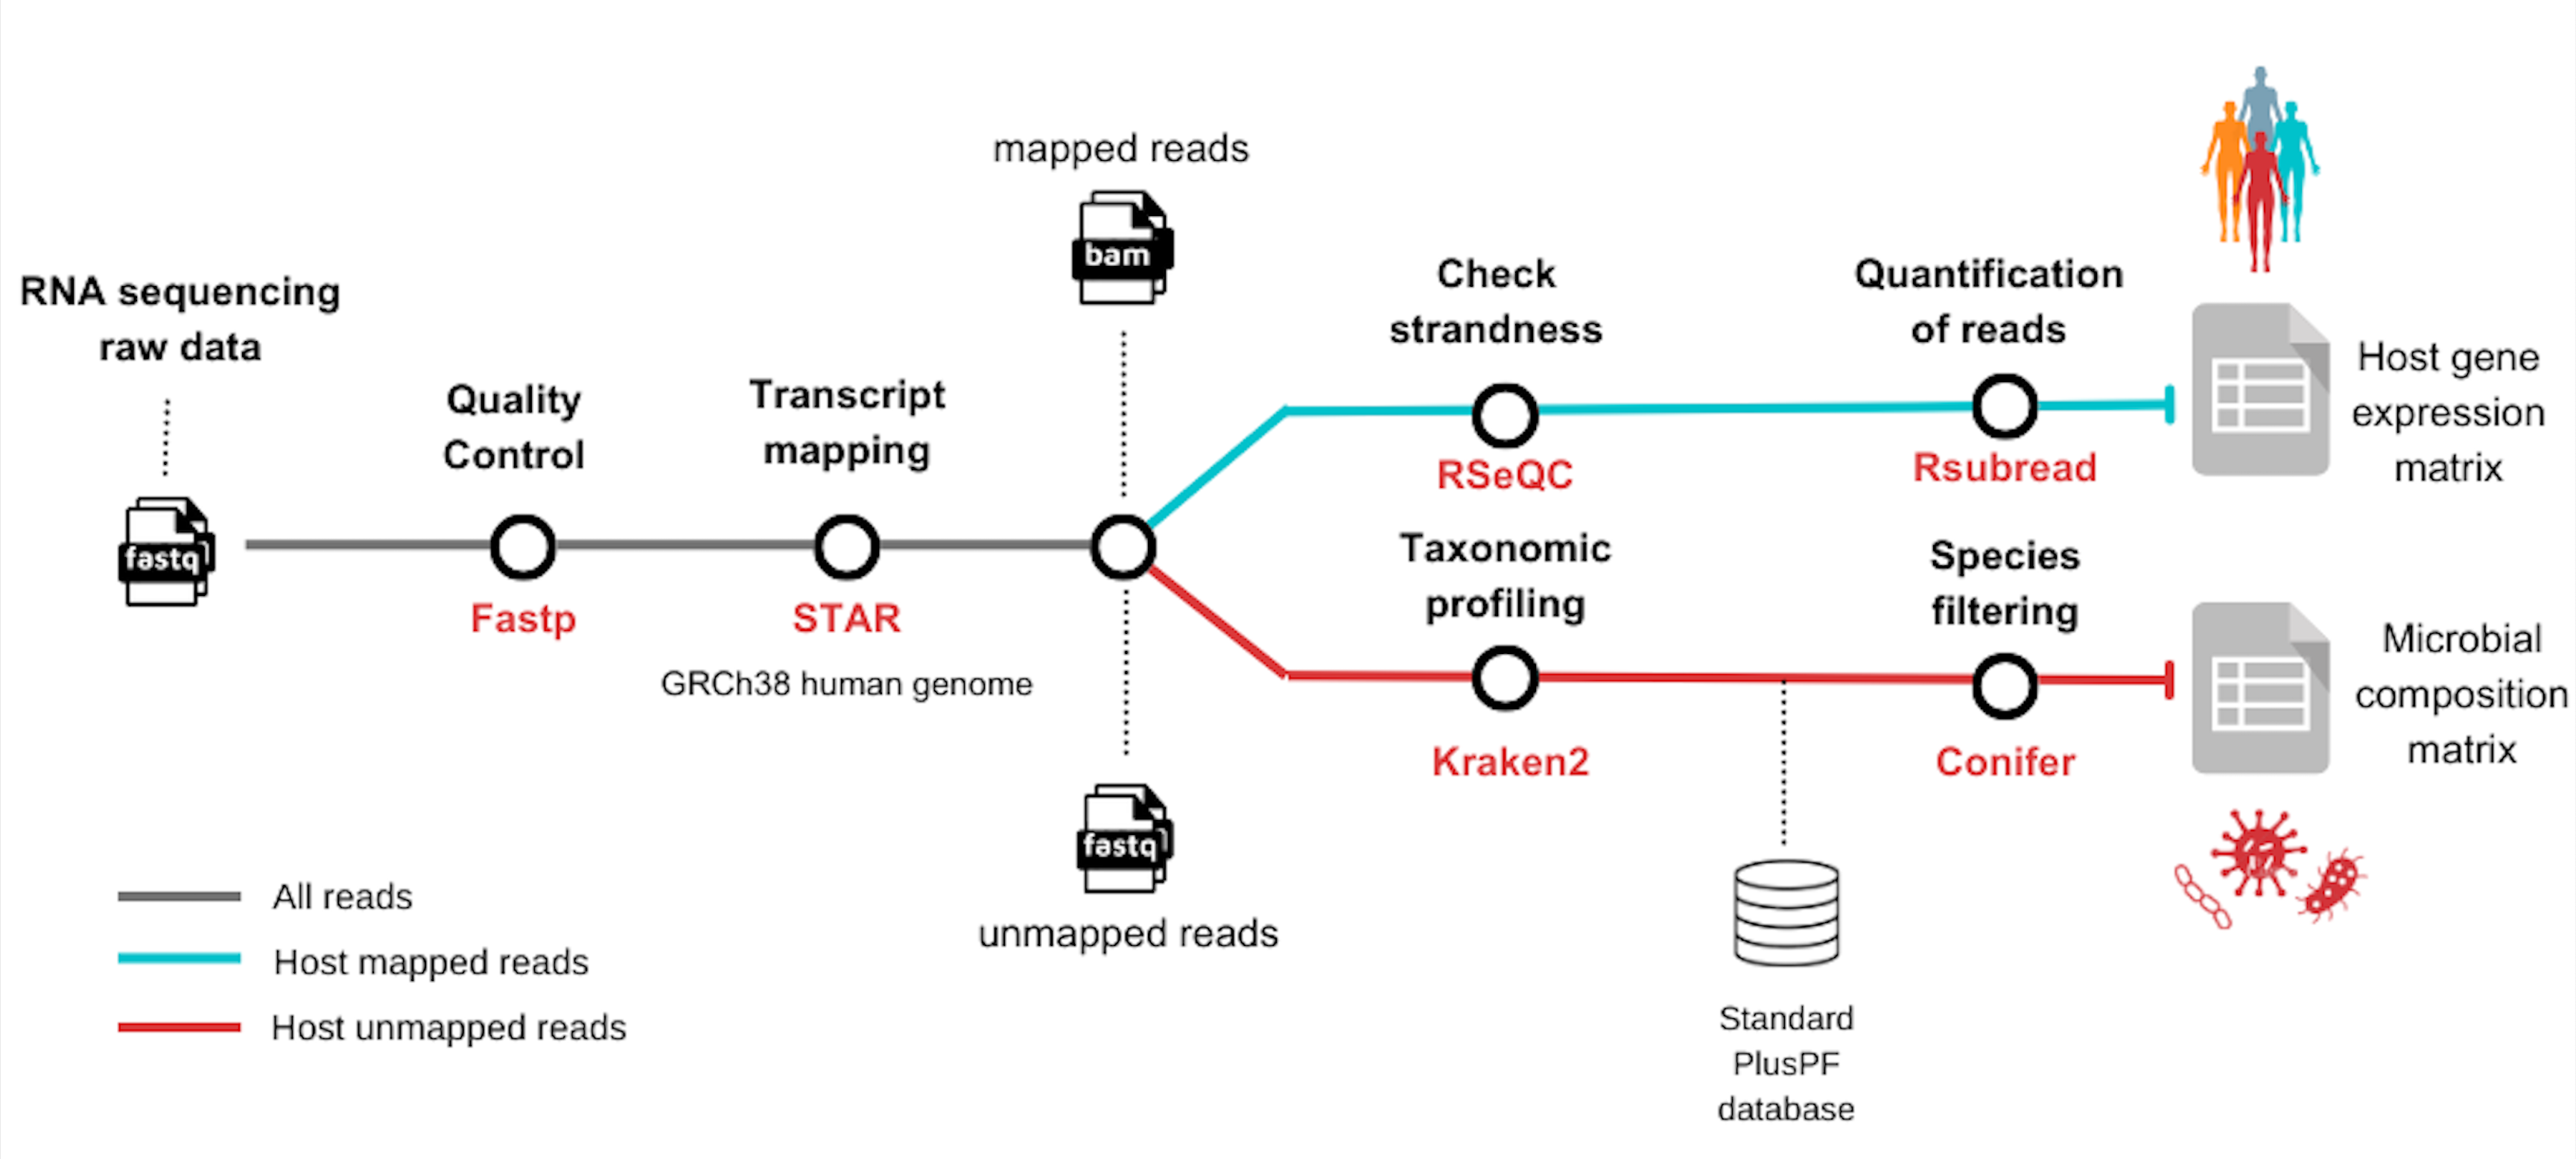 RNA sequencing
raw data
fastq
Quality
Control
Fastp
Transcript
mapping
STAR
GRCh38 human genome
mapped reads
bam
fastq
unmapped reads
Check
strandness
RSeQC
Quantification
of reads
Rsubread
Host gene
expression
matrix
Taxonomic
profiling
Kraken2
Standard
PlusPF
database
Species
filtering
Conifer
Microbial
composition
matrix
All reads
Host mapped reads
Host unmapped reads